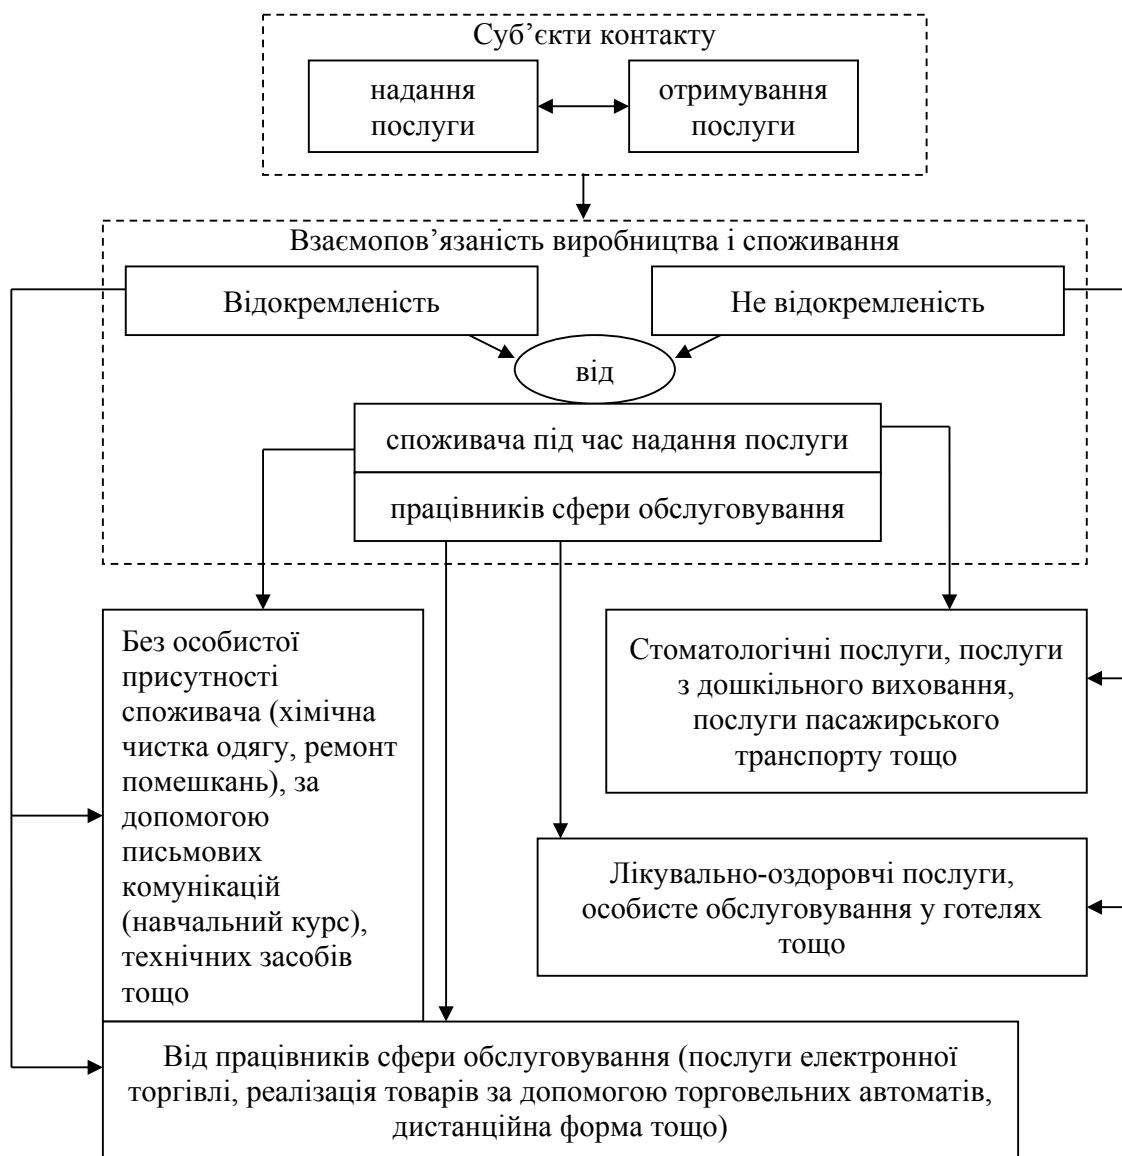 Суб’єкти контакту
надання
послуги
отримування
послуги
Взаємопов’язаність виробництва і споживання
Відокремленість
Не відокремленість
від
споживача під час надання послуги
працівників сфери обслуговування
Без особистої
присутності
споживача (хімічна
чистка одягу, ремонт
помешкань), за
допомогою
письмових
комунікацій
(навчальний курс),
технічних засобів
тощо
Стоматологічні послуги, послуги
з дошкільного виховання,
послуги пасажирського
транспорту тощо
Лікувально-оздоровчі послуги,
особисте обслуговування у готелях
тощо
Від працівників сфери обслуговування (послуги електронної
торгівлі, реалізація товарів за допомогою торговельних автоматів,
дистанційна форма тощо)